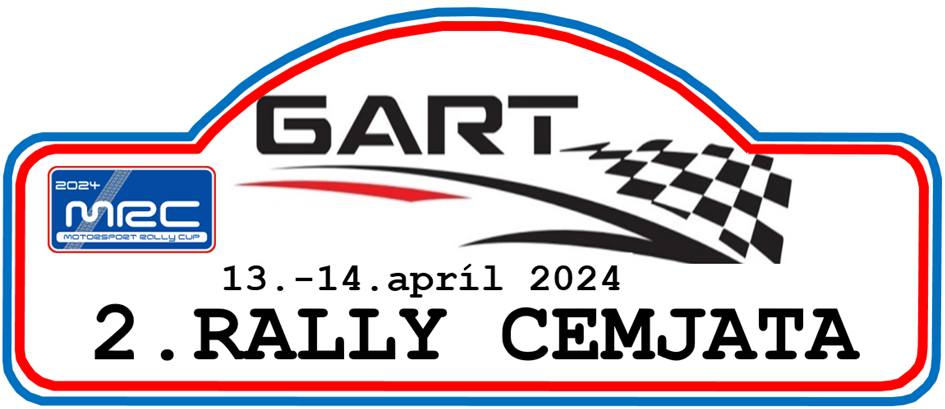 GART
2024
MRC
MOTORSPORT RALLY CUP
13.-14.apríl 2024
2.RALLY CEMJATA